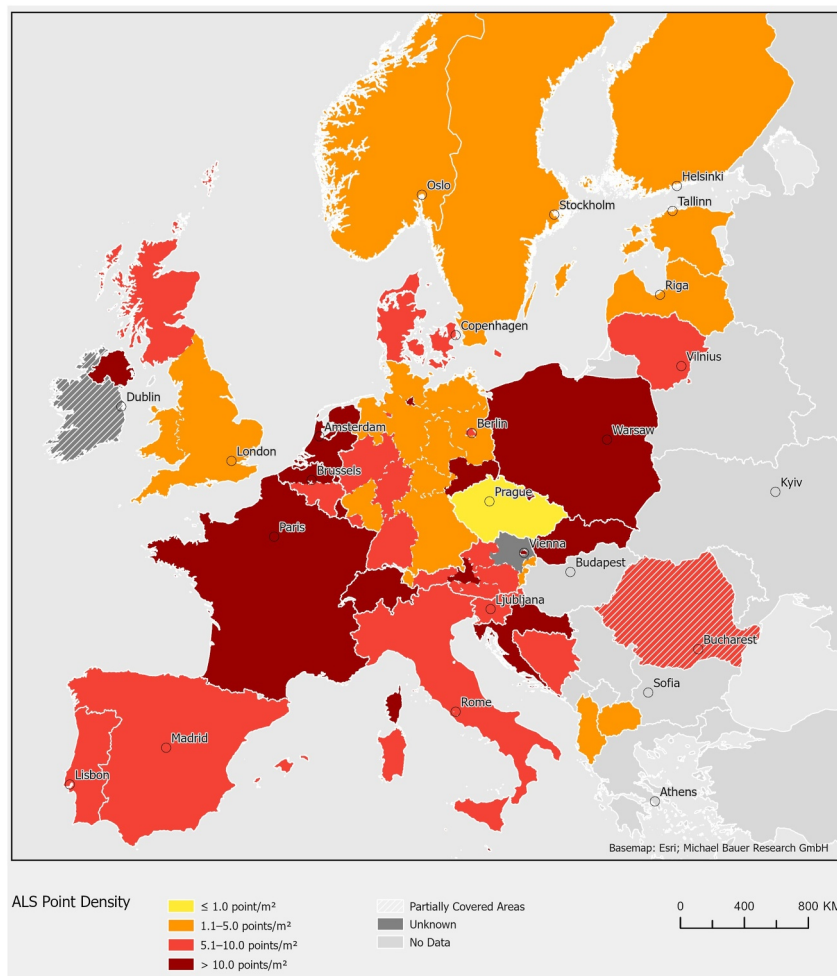 Helsinki
Oslo
Tallinn
Stockholm
Riga
Copenhagen
Vilnius
Dublin
Amsterdam
Berlin
Warsaw
London
Brussels
Kyiv
Prague
Paris
Vienna
Budapest
Ljubljana
Bucharest
Sofia
Rome
Madrid
Lisbon
Athens
Basemap: Esri; Michael Bauer Research GmbH
ALS Point Density
≤ 1.0 point/m²
1.1–5.0 points/m²
5.1–10.0 points/m²
> 10.0 points/m²
Partially Covered Areas
Unknown
No Data
0 400 800 KM